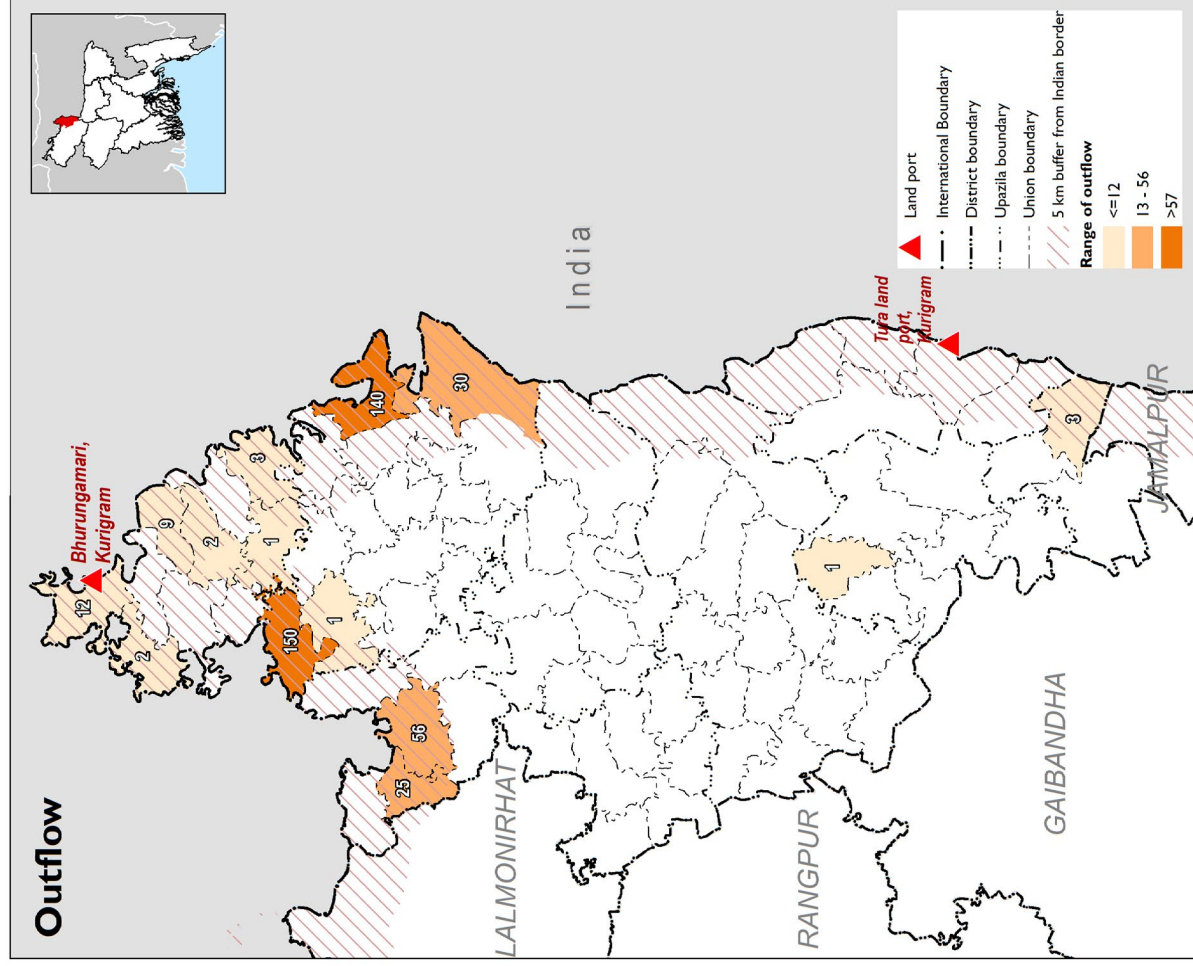 Outflow
Bhurungamari,
Kurigram
12
2
9
2
3
1
150
1
140
30
56
25
India
LALMONIRHAT
RANGPUR
GAIBANDHA
JAMALPUR
1
3
Tura land
port,
Kurigram
Land port
International Boundary
District boundary
Upazila boundary
Union boundary
5 km buffer from Indian border
Range of outflow
<=12
13 - 56
>57